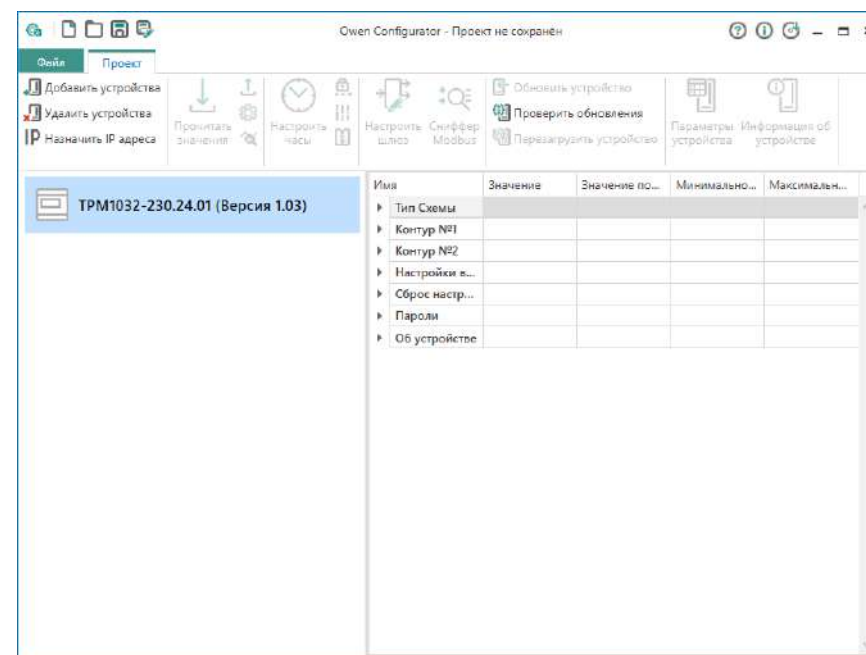 Owen Configurator - Проект не сохранен
Файл Проект
Добавить устройства
Удалить устройства
IP Назначить IP адреса
Прочитать значения
Настроить часы
Настроить шлюз
Сниффер Modbus
Обновить устройство
Проверить обновления
Перезагрузить устройство
Параметры устройства
Информация об устройстве
ТРМ1032-230.24.01 (Версия 1.03)
Имя Значение Значение по... Минимально... Максимальн...
Тип Схемы
Контур №1
Контур №2
Настройки в...
Сброс настр...
Пароли
Об устройстве